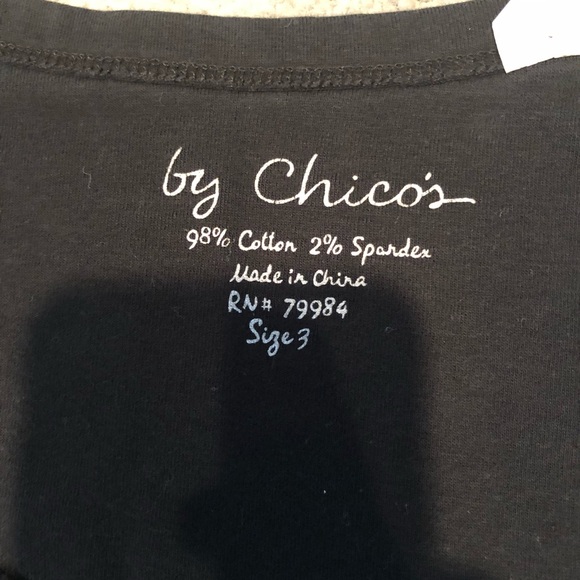 by Chico's
98% Cotton 2% Spandex
Made in China
RN# 79984
Size 3